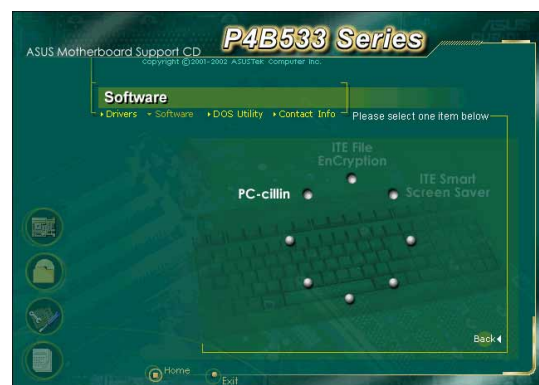 P4B533 Series
ASUS Motherboard Support CD
Copyright (C)2001-2002 ASUSTek Computer Inc.
Software
Drivers Software DOS Utility Contact Info
Please select one item below
ITE File
EnCryption
PC-cillin
ITE Smart
Screen Saver
Back
Home
Exit